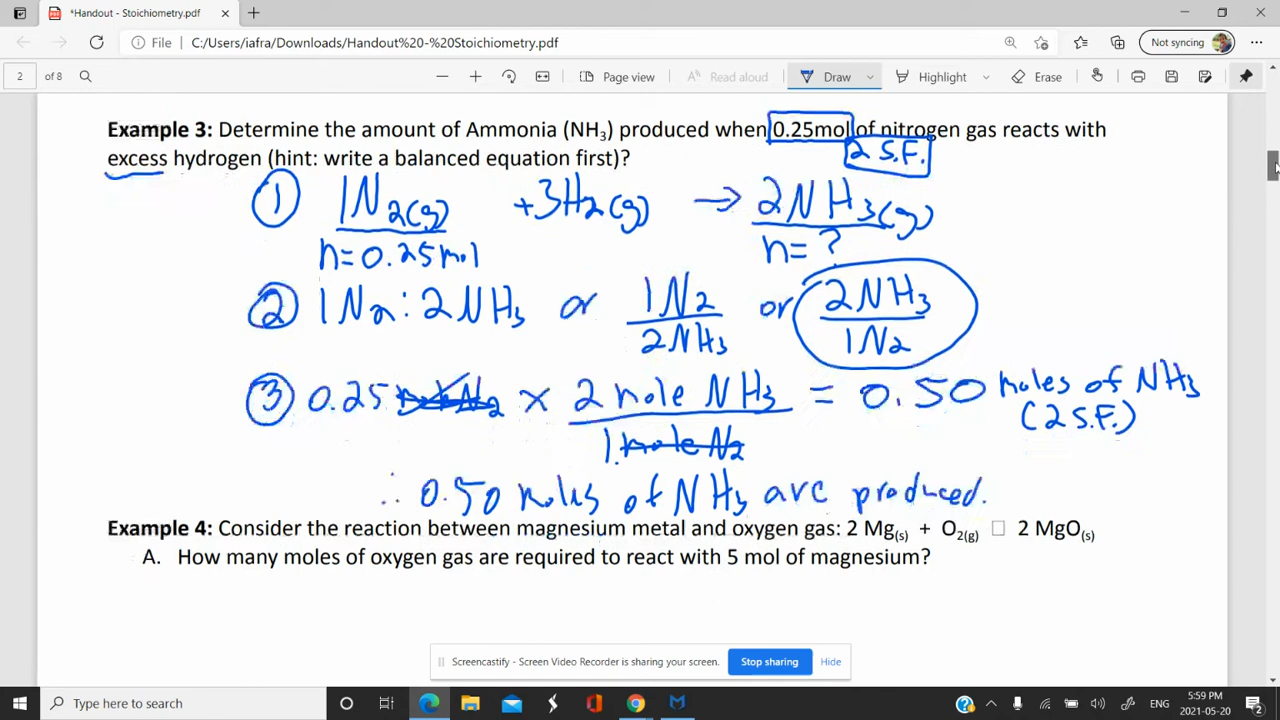 *Handout - Stoichiometry.pdf
File C:/Users/iafra/Downloads/Handout%20-%20Stoichiometry.pdf Not syncing
2 of 8 Page view Read aloud Draw Highlight Erase
Example 3: Determine the amount of Ammonia (NH₃) produced when 0.25mol of nitrogen gas reacts with
2 S.F.
excess hydrogen (hint: write a balanced equation first)?
① 1N₂(g) + 3H₂(g) → 2NH₃(g)
n=0.25mol n=?
② 1N₂ : 2NH₃ or 1N₂/2NH₃ or 2NH₃/1N₂
③ 0.25 mole N₂ × 2 mole NH₃/1 mole N₂ = 0.50 moles of NH₃
(2 S.F.)
∴ 0.50 moles of NH₃ are produced.
Example 4: Consider the reaction between magnesium metal and oxygen gas: 2 Mg(s) + O₂(g) □ 2 MgO(s)
A. How many moles of oxygen gas are required to react with 5 mol of magnesium?
Screencastify - Screen Video Recorder is sharing your screen. Stop sharing Hide
Type here to search ENG 5:59 PM
2021-05-20
2